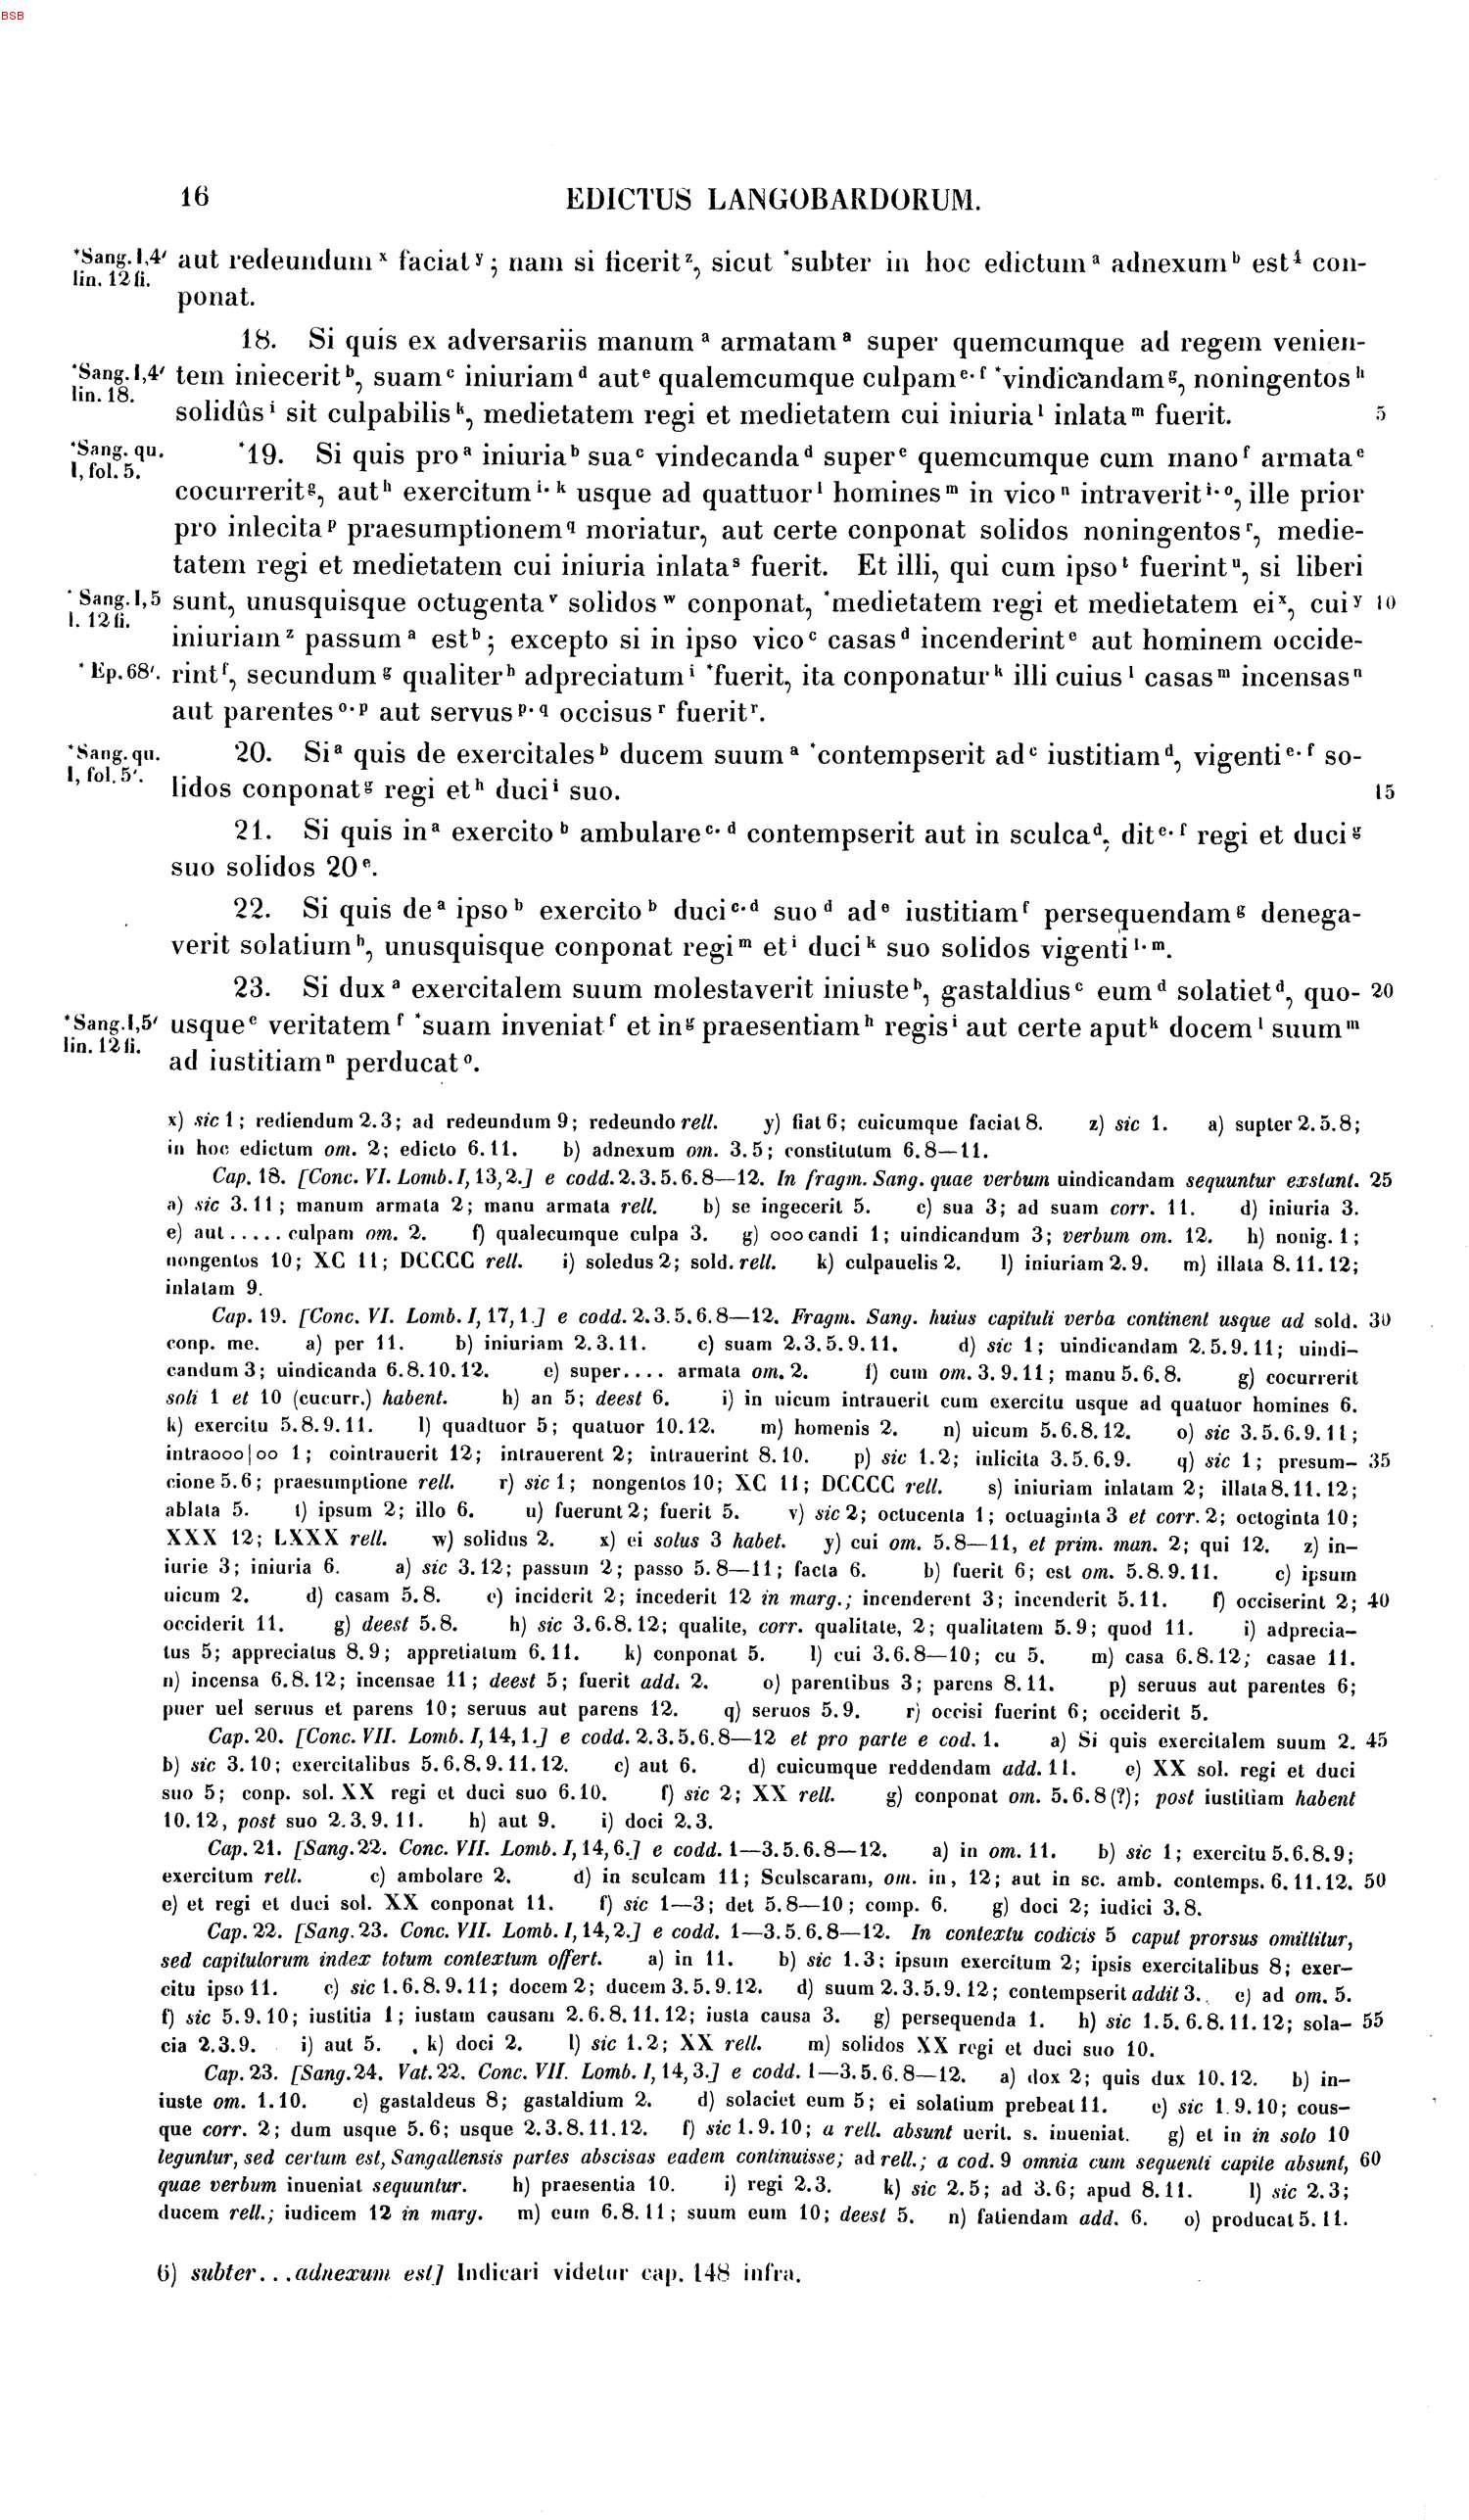 BSB
16 EDICTUS LANGOBARDORUM.
*Sang. I,4' aut redeundum x faciat y; nam si ficerit z, sicut *subter in hoc edictum a adnexum b est 4 con-
lin. 12 fi.
ponat.
18. Si quis ex adversariis manum a armatam a super quemcumque ad regem venien-
*Sang. I,4' tem iniecerit b, suam c iniuriam d aut e qualemcumque culpam e. f *vindicandam g, noningentos h
lin. 18.
solidûs i sit culpabilis k, medietatem regi et medietatem cui iniuria l inlata m fuerit. 5
*Sang. qu. *19. Si quis pro a iniuria b sua c vindecanda d super e quemcumque cum mano f armata e
I, fol. 5.
cocurrerit g, aut h exercitum i. k usque ad quattuor l homines m in vico n intraverit i. o, ille prior
pro inlecita p praesumptionem q moriatur, aut certe conponat solidos noningentos r, medie-
tatem regi et medietatem cui iniuria inlata s fuerit. Et illi, qui cum ipso t fuerint u, si liberi
*Sang. I,5 sunt, unusquisque octugenta v solidos w conponat, *medietatem regi et medietatem ei x, cui y 10
l. 12 fi.
iniuriam z passum a est b; excepto si in ipso vico c casas d incenderint e aut hominem occide-
*Ep. 68'. rint f, secundum g qualiter h adpreciatum i *fuerit, ita conponatur k illi cuius l casas m incensas n
aut parentes o. p aut servus p. q occisus r fuerit r.
*Sang. qu. 20. Si a quis de exercitales b ducem suum a *contempserit ad c iustitiam d, vigenti e. f so-
I, fol. 5'.
lidos conponat g regi et h duci i suo. 15
21. Si quis in a exercito b ambulare c. d contempserit aut in sculca d, dit e. f regi et duci g
suo solidos 20 e.
22. Si quis de a ipso b exercito b duci c. d suo d ad e iustitiam f persequendam g denega-
verit solatium h, unusquisque conponat regi m et i duci k suo solidos vigenti l. m.
23. Si dux a exercitalem suum molestaverit iniuste b, gastaldius c eum d solatiet d, quo- 20
*Sang. I,5' usque e veritatem f *suam inveniat f et in g praesentiam h regis i aut certe aput k docem l suum m
lin. 12 fi.
ad iustitiam n perducat o.
x) sic 1; rediendum 2. 3; ad redeundum 9; redeundo rell. y) fiat 6; cuicumque faciat 8. z) sic 1. a) supter 2. 5. 8;
in hoc edictum om. 2; edicto 6. 11. b) adnexum om. 3. 5; constitutum 6. 8—11.
Cap. 18. [Conc. VI. Lomb. I, 13, 2.] e codd. 2. 3. 5. 6. 8—12. In fragm. Sang. quae verbum uindicandam sequuntur exstant. 25
a) sic 3. 11; manum armata 2; manu armata rell. b) se ingecerit 5. c) sua 3; ad suam corr. 11. d) iniuria 3.
e) aut ..... culpam om. 2. f) qualecumque culpa 3. g) ooo candi 1; uindicandum 3; verbum om. 12. h) nonig. 1;
nongentos 10; XC 11; DCCCC rell. i) soledus 2; sold. rell. k) culpauelis 2. l) iniuriam 2. 9. m) illata 8. 11. 12;
inlatam 9.
Cap. 19. [Conc. VI. Lomb. I, 17, 1.] e codd. 2. 3. 5. 6. 8—12. Fragm. Sang. huius capituli verba continent usque ad sold. 30
conp. me. a) per 11. b) iniuriam 2. 3. 11. c) suam 2. 3. 5. 9. 11. d) sic 1; uindicandam 2. 5. 9. 11; uindi-
candum 3; uindicanda 6. 8. 10. 12. e) super.... armata om. 2. f) cum om. 3. 9. 11; manu 5. 6. 8. g) cocurrerit
soli 1 et 10 (cucurr.) habent. h) an 5; deest 6. i) in uicum intrauerit cum exercitu usque ad quatuor homines 6.
k) exercitu 5. 8. 9. 11. l) quadtuor 5; quatuor 10. 12. m) homenis 2. n) uicum 5. 6. 8. 12. o) sic 3. 5. 6. 9. 11;
intraooo|oo 1; cointrauerit 12; intrauerent 2; intrauerint 8. 10. p) sic 1. 2; inlicita 3. 5. 6. 9. q) sic 1; presum- 35
cione 5. 6; praesumptione rell. r) sic 1; nongentos 10; XC 11; DCCCC rell. s) iniuriam inlatam 2; illata 8. 11. 12;
ablata 5. t) ipsum 2; illo 6. u) fuerunt 2; fuerit 5. v) sic 2; octucenta 1; octuaginta 3 et corr. 2; octoginta 10;
XXX 12; LXXX rell. w) solidus 2. x) ei solus 3 habet. y) cui om. 5. 8—11, et prim. man. 2; qui 12. z) in-
iurie 3; iniuria 6. a) sic 3. 12; passum 2; passo 5. 8—11; facta 6. b) fuerit 6; est om. 5. 8. 9. 11. c) ipsum
uicum 2. d) casam 5. 8. e) inciderit 2; incederit 12 in marg.; incenderent 3; incenderit 5. 11. f) occiserint 2; 40
occiderit 11. g) deest 5. 8. h) sic 3. 6. 8. 12; qualite, corr. qualitate, 2; qualitatem 5. 9; quod 11. i) adprecia-
tus 5; appreciatus 8. 9; appretiatum 6. 11. k) conponat 5. l) cui 3. 6. 8—10; cu 5. m) casa 6. 8. 12; casae 11.
n) incensa 6. 8. 12; incensae 11; deest 5; fuerit add. 2. o) parentibus 3; parens 8. 11. p) seruus aut parentes 6;
puer uel seruus et parens 10; seruus aut parens 12. q) seruos 5. 9. r) occisi fuerint 6; occiderit 5.
Cap. 20. [Conc. VII. Lomb. I, 14, 1.] e codd. 2. 3. 5. 6. 8—12 et pro parte e cod. 1. a) Si quis exercitalem suum 2. 45
b) sic 3. 10; exercitalibus 5. 6. 8. 9. 11. 12. c) aut 6. d) cuicumque reddendam add. 11. e) XX sol. regi et duci
suo 5; conp. sol. XX regi et duci suo 6. 10. f) sic 2; XX rell. g) conponat om. 5. 6. 8 (?); post iustitiam habent
10. 12, post suo 2. 3. 9. 11. h) aut 9. i) doci 2. 3.
Cap. 21. [Sang. 22. Conc. VII. Lomb. I, 14, 6.] e codd. 1—3. 5. 6. 8—12. a) in om. 11. b) sic 1; exercitu 5. 6. 8. 9;
exercitum rell. c) ambolare 2. d) in sculcam 11; Sculscaram, om. in, 12; aut in sc. amb. contemps. 6. 11. 12. 50
e) et regi et duci sol. XX conponat 11. f) sic 1—3; det 5. 8—10; comp. 6. g) doci 2; iudici 3. 8.
Cap. 22. [Sang. 23. Conc. VII. Lomb. I, 14, 2.] e codd. 1—3. 5. 6. 8—12. In contextu codicis 5 caput prorsus omittitur,
sed capitulorum index totum contextum offert. a) in 11. b) sic 1. 3; ipsum exercitum 2; ipsis exercitalibus 8; exer-
citu ipso 11. c) sic 1. 6. 8. 9. 11; docem 2; ducem 3. 5. 9. 12. d) suum 2. 3. 5. 9. 12; contempserit addit 3. e) ad om. 5.
f) sic 5. 9. 10; iustitia 1; iustam causam 2. 6. 8. 11. 12; iusta causa 3. g) persequenda 1. h) sic 1. 5. 6. 8. 11. 12; sola- 55
cia 2. 3. 9. i) aut 5. k) doci 2. l) sic 1. 2; XX rell. m) solidos XX regi et duci suo 10.
Cap. 23. [Sang. 24. Vat. 22. Conc. VII. Lomb. I, 14, 3.] e codd. 1—3. 5. 6. 8—12. a) dox 2; quis dux 10. 12. b) in-
iuste om. 1. 10. c) gastaldeus 8; gastaldium 2. d) solaciet eum 5; ei solatium prebeat 11. e) sic 1. 9. 10; cous-
que corr. 2; dum usque 5. 6; usque 2. 3. 8. 11. 12. f) sic 1. 9. 10; a rell. absunt uerit. s. inueniat. g) et in in solo 10
leguntur, sed certum est, Sangallensis partes abscisas eadem continuisse; ad rell.; a cod. 9 omnia cum sequenti capite absunt, 60
quae verbum inueniat sequuntur. h) praesentia 10. i) regi 2. 3. k) sic 2. 5; ad 3. 6; apud 8. 11. l) sic 2. 3;
ducem rell.; iudicem 12 in marg. m) cum 6. 8. 11; suum eum 10; deest 5. n) fatiendam add. 6. o) producat 5. 11.
6) subter...adnexum est] Indicari videtur cap. 148 infra.